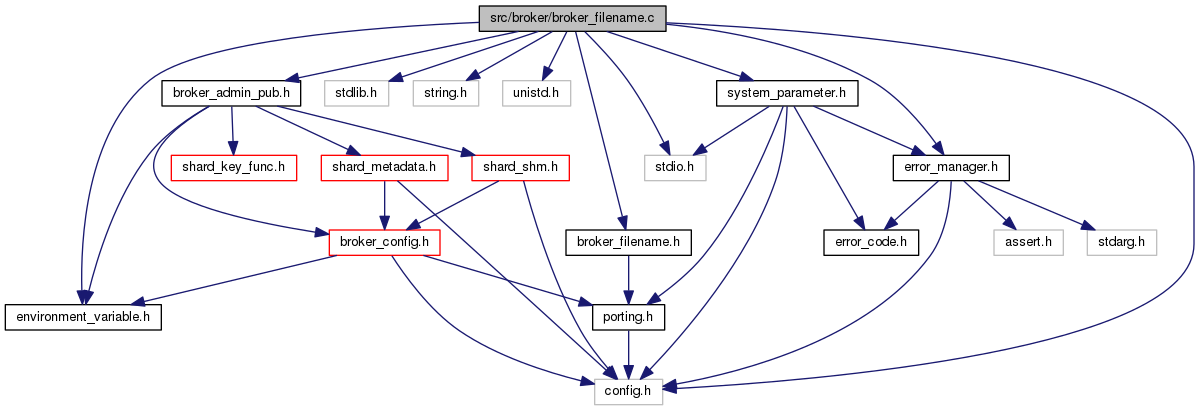 src/broker/broker_filename.c
broker_admin_pub.h
stdlib.h
string.h
unistd.h
system_parameter.h
shard_key_func.h
shard_metadata.h
shard_shm.h
stdio.h
error_manager.h
broker_config.h
broker_filename.h
error_code.h
assert.h
stdarg.h
environment_variable.h
porting.h
config.h